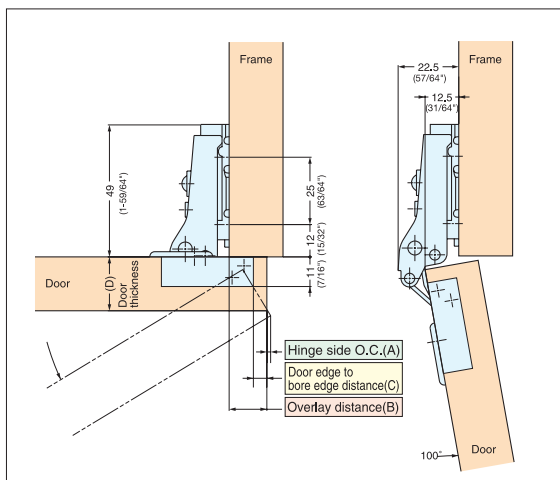 Frame
49
(1-59/64")
25
(63/64")
12
(15/32")
11
(7/16")
Door
(D)
Door
thickness
Hinge side O.C.(A)
Door edge to
bore edge distance(C)
Overlay distance(B)
22.5
(57/64")
12.5
(31/64")
Frame
100°
Door